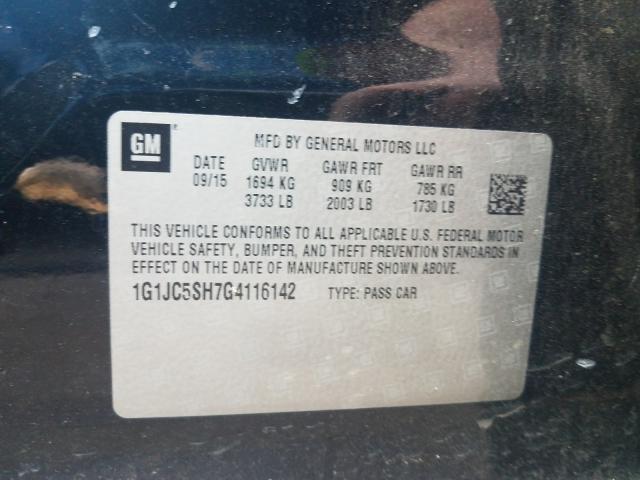 GM
MFD BY GENERAL MOTORS LLC
DATE GVWR GAWR FRT GAWR RR
09/15 1694 KG 909 KG 785 KG
3733 LB 2003 LB 1730 LB
THIS VEHICLE CONFORMS TO ALL APPLICABLE U.S. FEDERAL MOTOR
VEHICLE SAFETY, BUMPER, AND THEFT PREVENTION STANDARDS IN
EFFECT ON THE DATE OF MANUFACTURE SHOWN ABOVE.
1G1JC5SH7G4116142 TYPE: PASS CAR